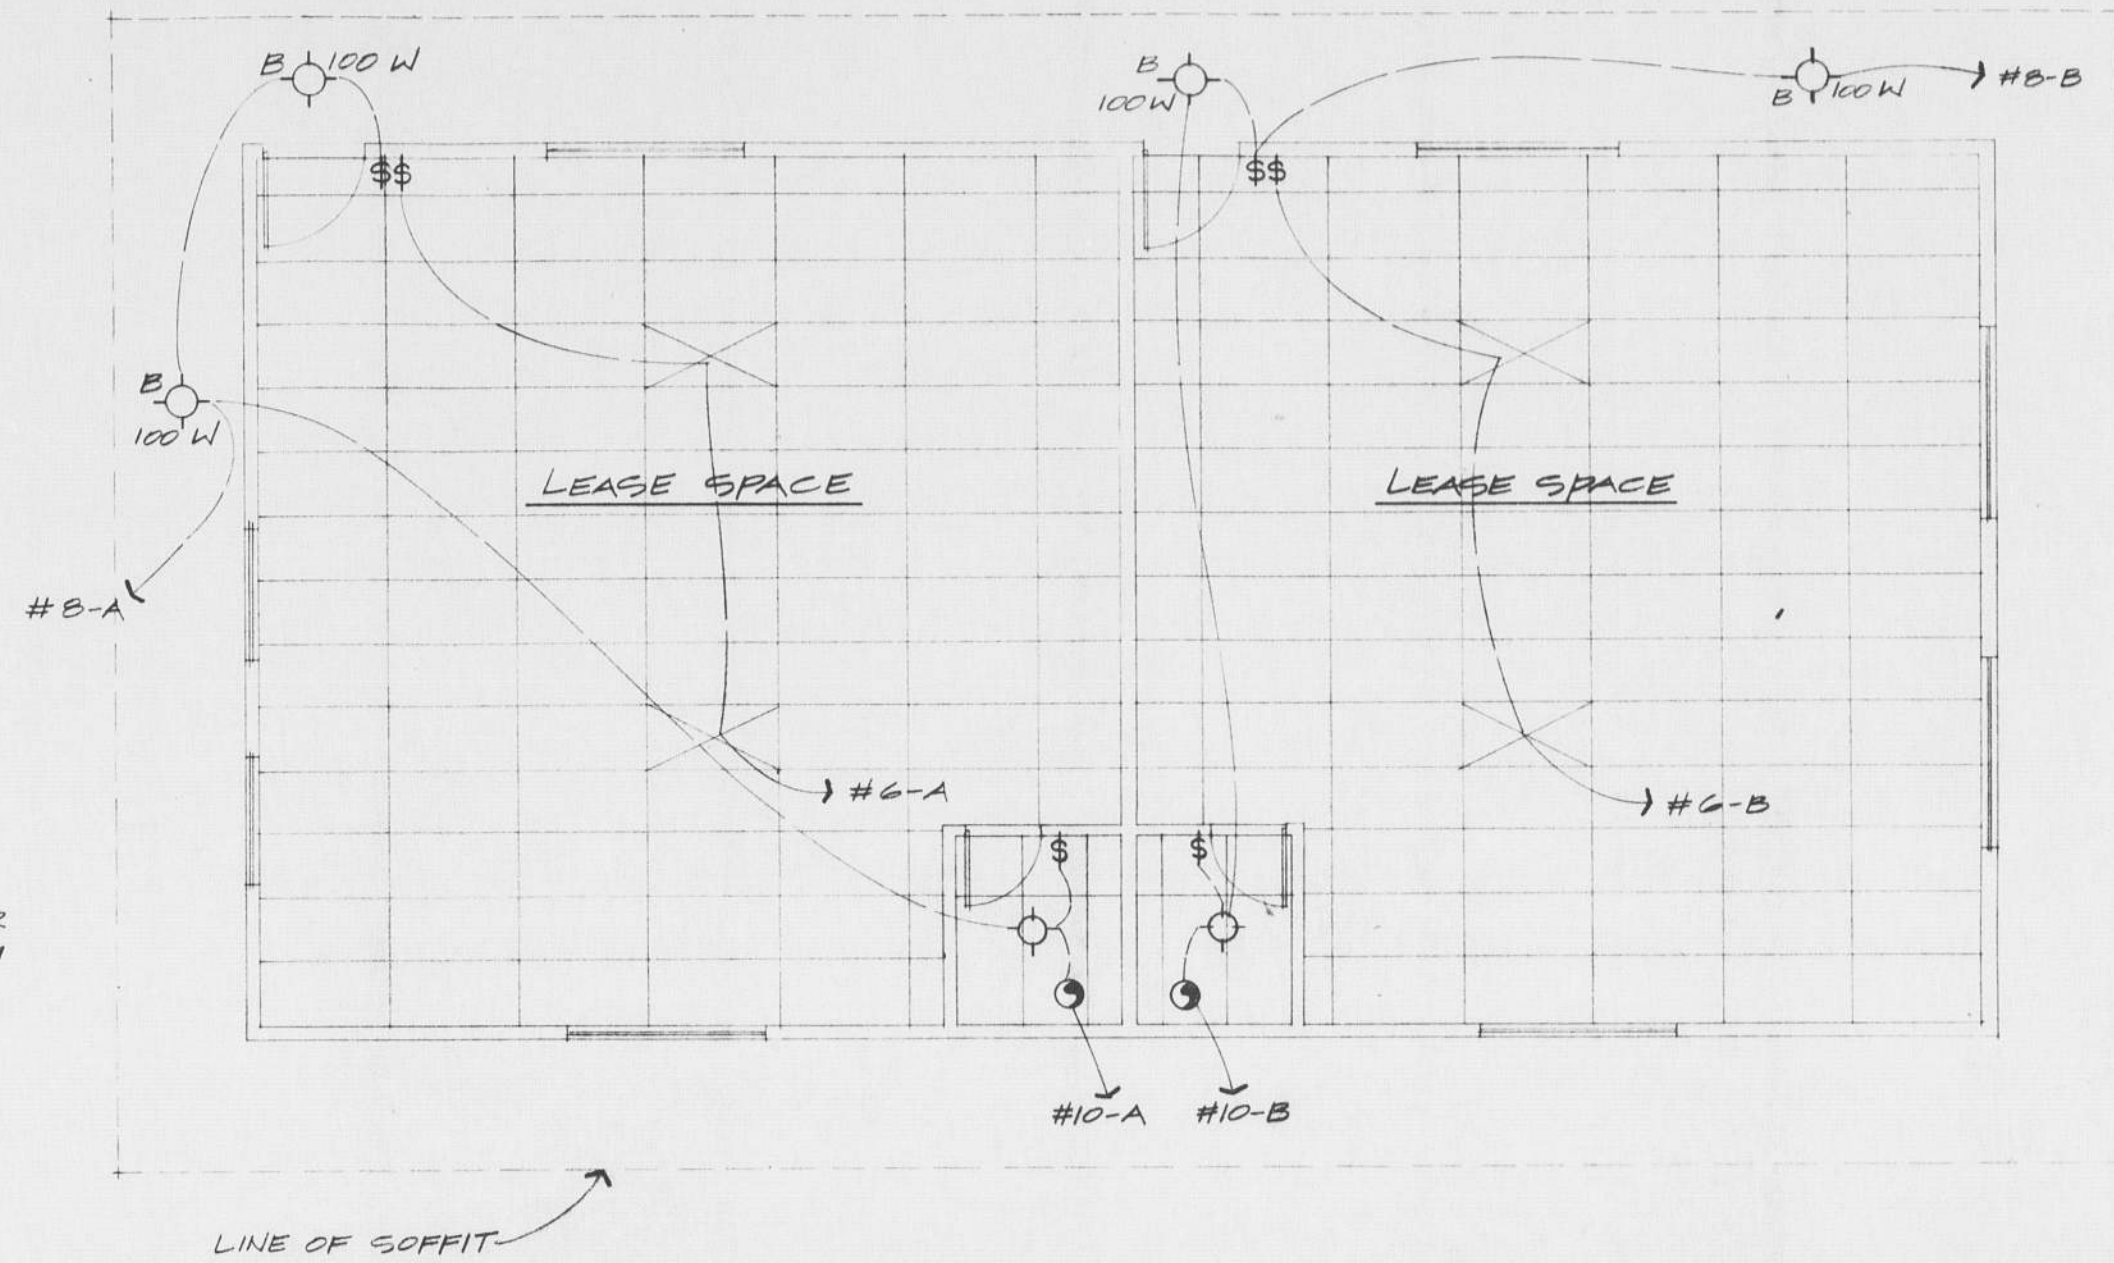 B 100 W
B
100 W
B 100 W
#8-B
$$
$$
B
100 W
LEASE SPACE
LEASE SPACE
#8-A
#6-A
#6-B
$
$
#10-A
#10-B
LINE OF SOFFIT